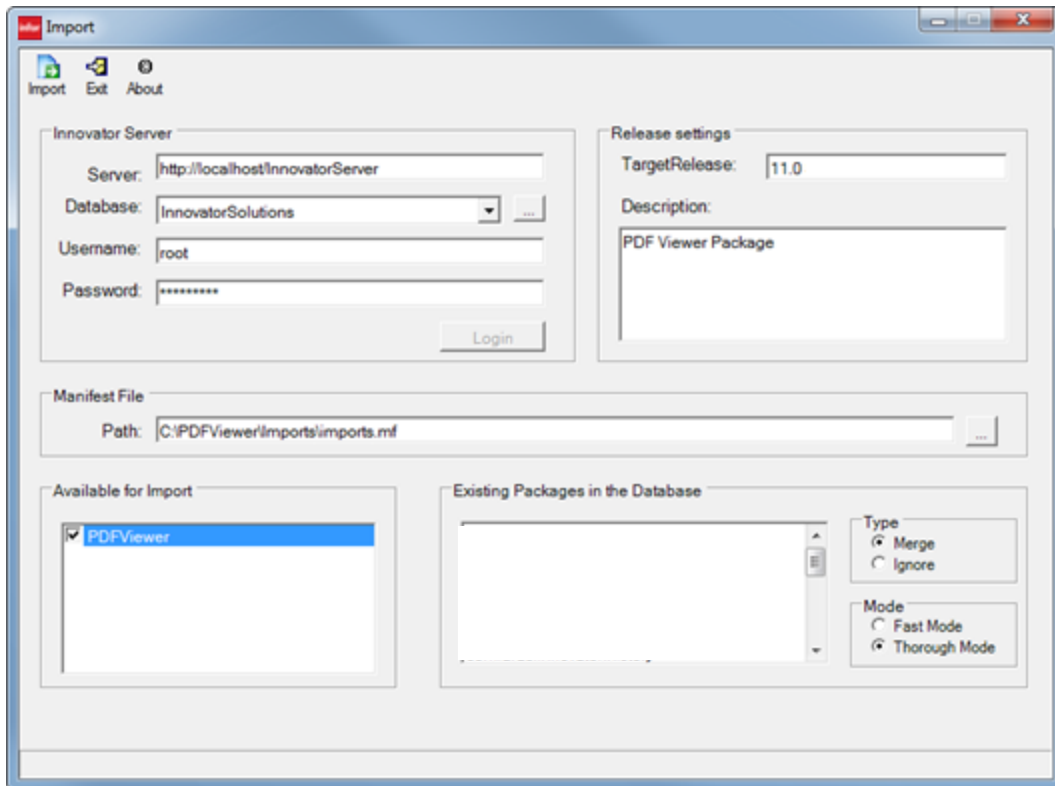 infor Import
Import Exit About
Innovator Server
Server: http://localhost/InnovatorServer
Database: InnovatorSolutions ...
Username: root
Password: *********
Login
Release settings
TargetRelease: 11.0
Description:
PDF Viewer Package
Manifest File
Path: C:\PDFViewer\Imports\imports.mf ...
Available for Import
PDFViewer
Existing Packages in the Database
Type
Merge
Ignore
Mode
Fast Mode
Thorough Mode